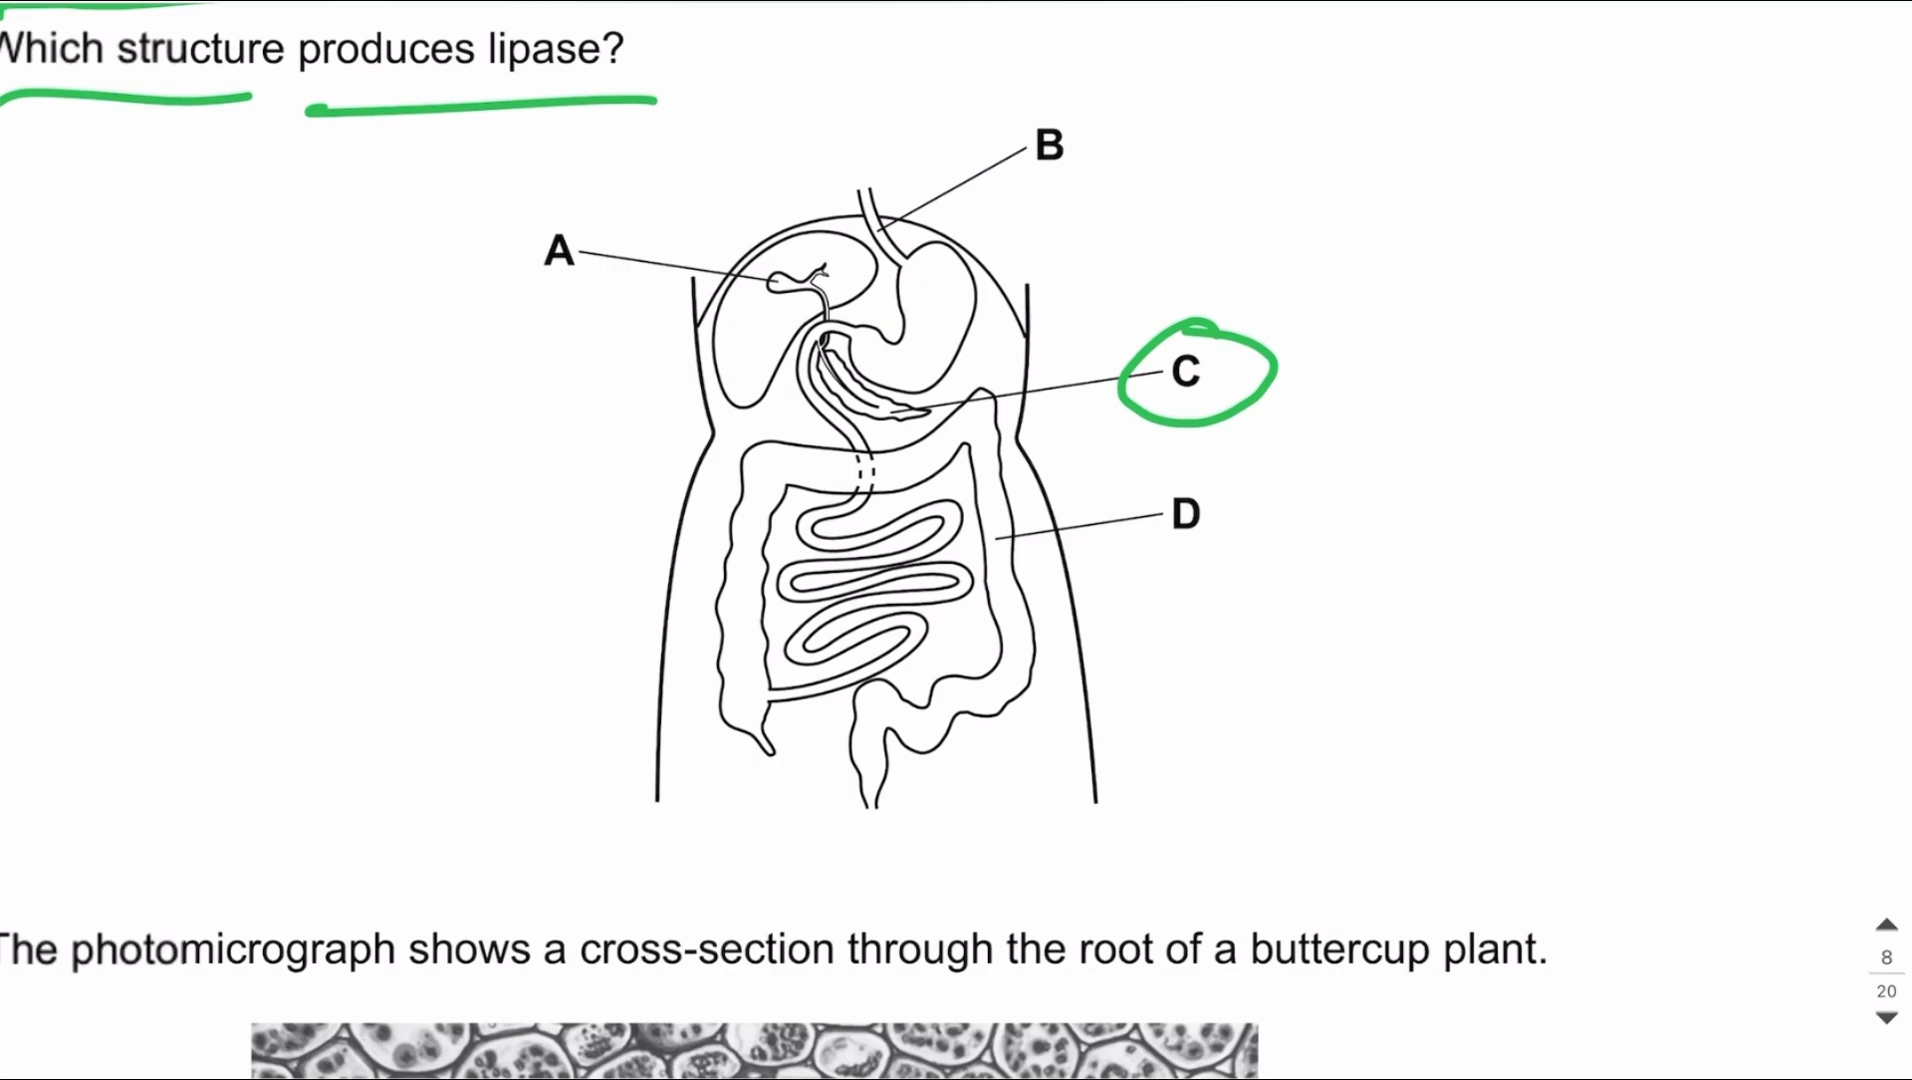 Which structure produces lipase?
B
A
C
D
The photomicrograph shows a cross-section through the root of a buttercup plant.
8
20